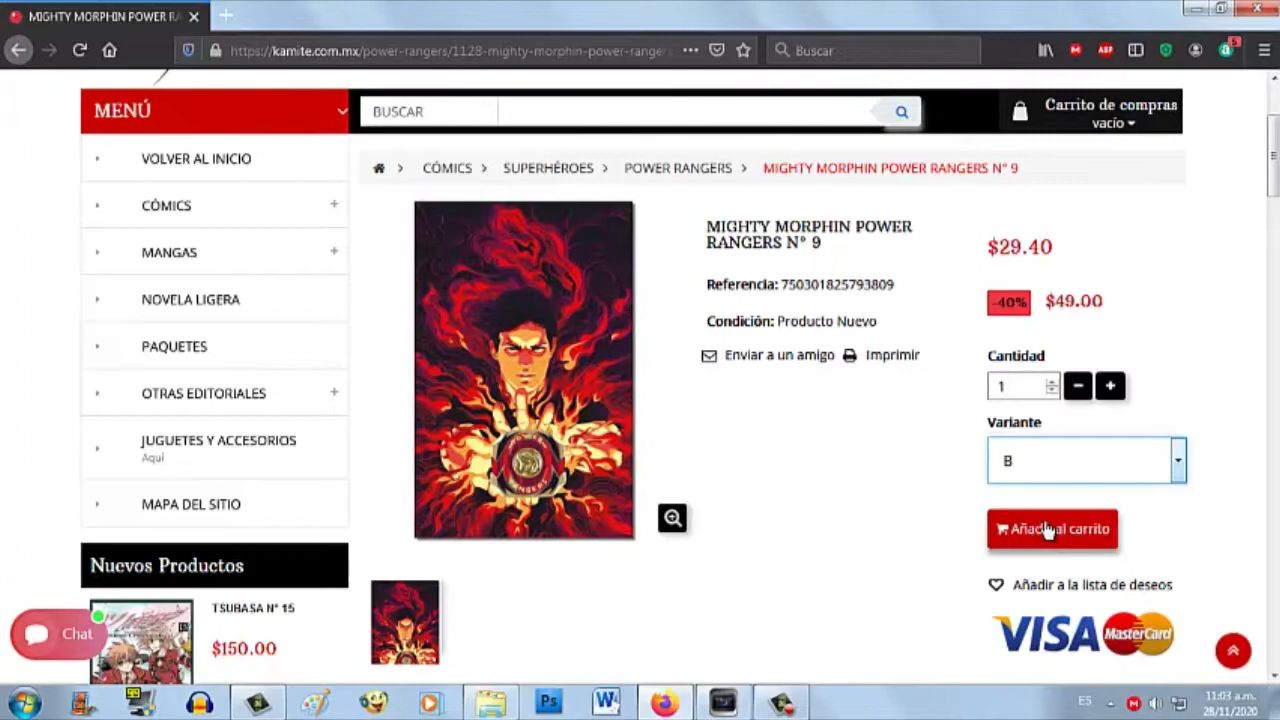 MIGHTY MORPHIN POWER R
https://kamite.com.mx/power-rangers/1128-mighty-morphin-power-ranger
Buscar
ABP
5
MENÚ
BUSCAR
Carrito de compras
vacío
VOLVER AL INICIO
CÓMICS
MANGAS
NOVELA LIGERA
PAQUETES
OTRAS EDITORIALES
JUGUETES Y ACCESORIOS
Aquí
MAPA DEL SITIO
Nuevos Productos
TSUBASA N° 15
$150.00
Chat
CÓMICS > SUPERHÉROES > POWER RANGERS > MIGHTY MORPHIN POWER RANGERS N° 9
MIGHTY MORPHIN POWER
RANGERS N° 9
Referencia: 750301825793809
Condición: Producto Nuevo
Enviar a un amigo Imprimir
$29.40
-40% $49.00
Cantidad
1
Variante
B
Añadir al carrito
Añadir a la lista de deseos
VISA MasterCard
Ps
W
ES
11:03 a.m.
28/11/2020